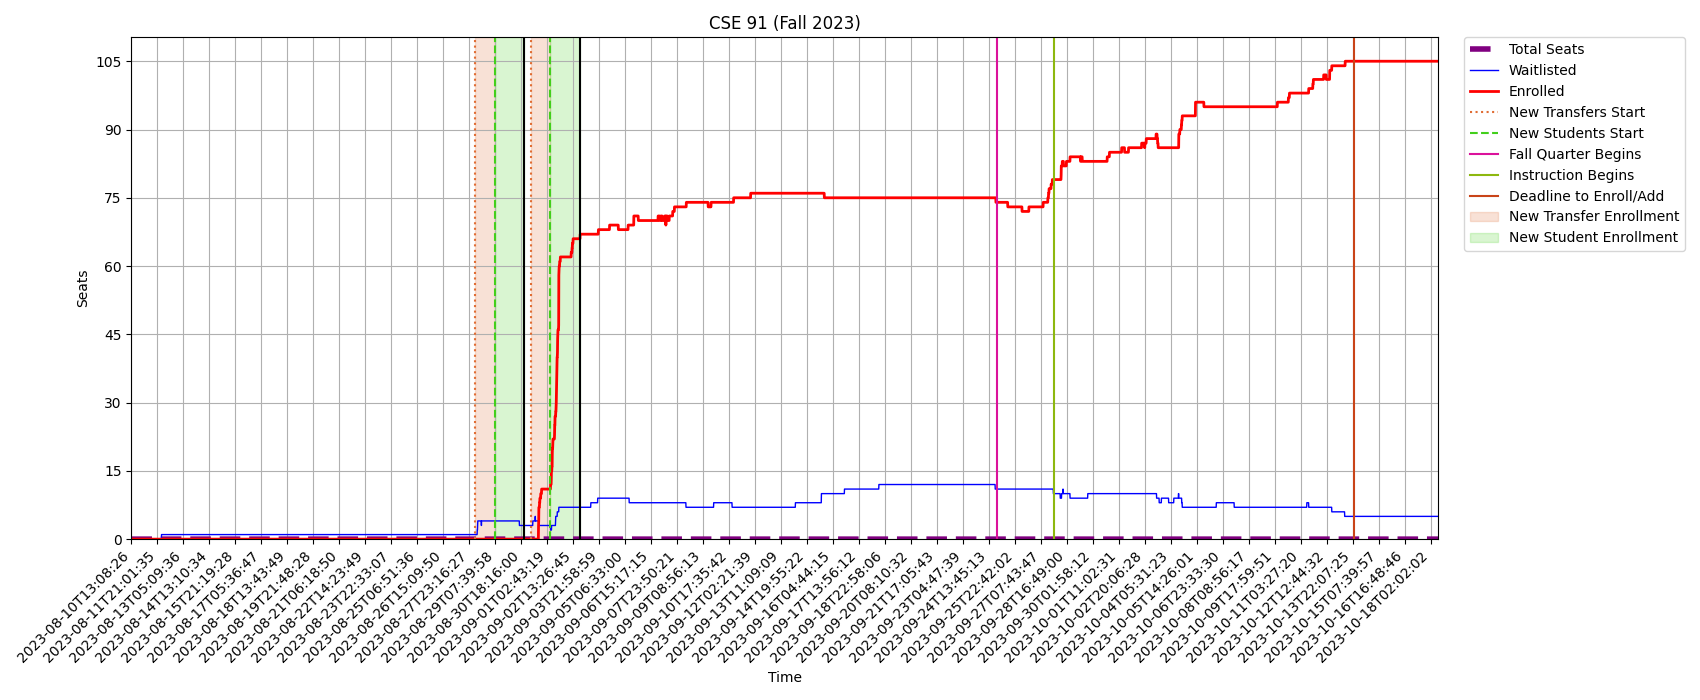 CSE 91 (Fall 2023)
Total Seats
Waitlisted
Enrolled
New Transfers Start
New Students Start
Fall Quarter Begins
Instruction Begins
Deadline to Enroll/Add
New Transfer Enrollment
New Student Enrollment
Seats
105
90
75
60
45
30
15
0
2023-08-10T13:08:26
2023-08-11T21:01:35
2023-08-13T05:09:36
2023-08-14T13:10:34
2023-08-15T21:19:28
2023-08-17T05:36:47
2023-08-18T13:43:49
2023-08-19T21:48:28
2023-08-21T06:18:50
2023-08-22T14:23:49
2023-08-23T22:33:07
2023-08-25T06:51:36
2023-08-26T15:09:50
2023-08-27T23:16:27
2023-08-29T07:39:58
2023-08-30T18:16:00
2023-09-01T02:43:19
2023-09-02T13:26:45
2023-09-03T21:58:59
2023-09-05T06:33:00
2023-09-06T15:17:15
2023-09-07T23:50:21
2023-09-09T08:56:13
2023-09-10T17:35:42
2023-09-12T02:21:39
2023-09-13T11:09:09
2023-09-14T19:55:22
2023-09-16T04:44:15
2023-09-17T13:56:12
2023-09-18T22:58:06
2023-09-20T08:10:32
2023-09-21T17:05:43
2023-09-23T04:47:39
2023-09-24T13:45:13
2023-09-25T22:42:02
2023-09-27T07:43:47
2023-09-28T16:49:00
2023-09-30T01:58:12
2023-10-01T11:02:31
2023-10-02T20:06:28
2023-10-04T05:31:23
2023-10-05T14:26:01
2023-10-06T23:33:30
2023-10-08T08:56:17
2023-10-09T17:59:51
2023-10-11T03:27:20
2023-10-12T12:44:32
2023-10-13T22:07:25
2023-10-15T07:39:57
2023-10-16T16:48:46
2023-10-18T02:02:02
Time